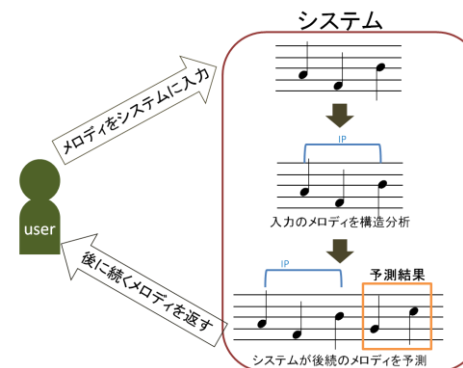 システム
メロディをシステムに入力
IP
IP
入力のメロディを構造分析
user
後に続くメロディを返す
IP
予測結果
システムが後続のメロディを予測